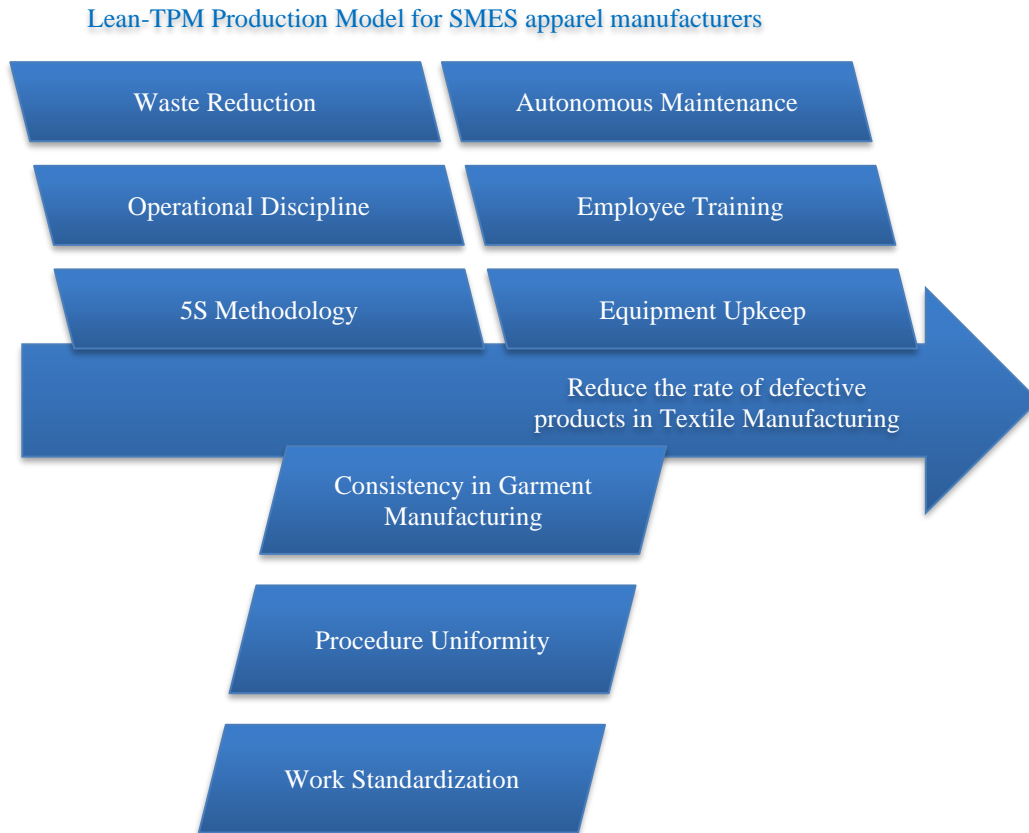 Lean-TPM Production Model for SMES apparel manufacturers
Waste Reduction
Autonomous Maintenance
Operational Discipline
Employee Training
5S Methodology
Equipment Upkeep
Reduce the rate of defective
products in Textile Manufacturing
Consistency in Garment
Manufacturing
Procedure Uniformity
Work Standardization